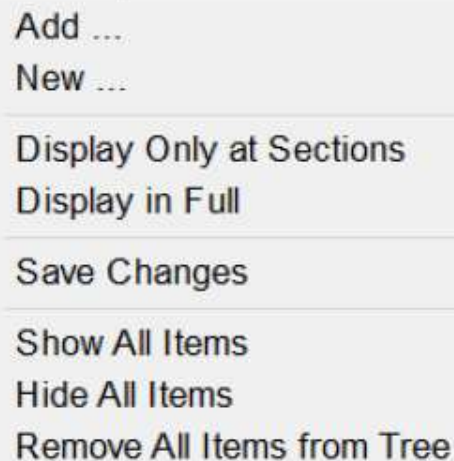 Add ...
New ...
Display Only at Sections
Display in Full
Save Changes
Show All Items
Hide All Items
Remove All Items from Tree